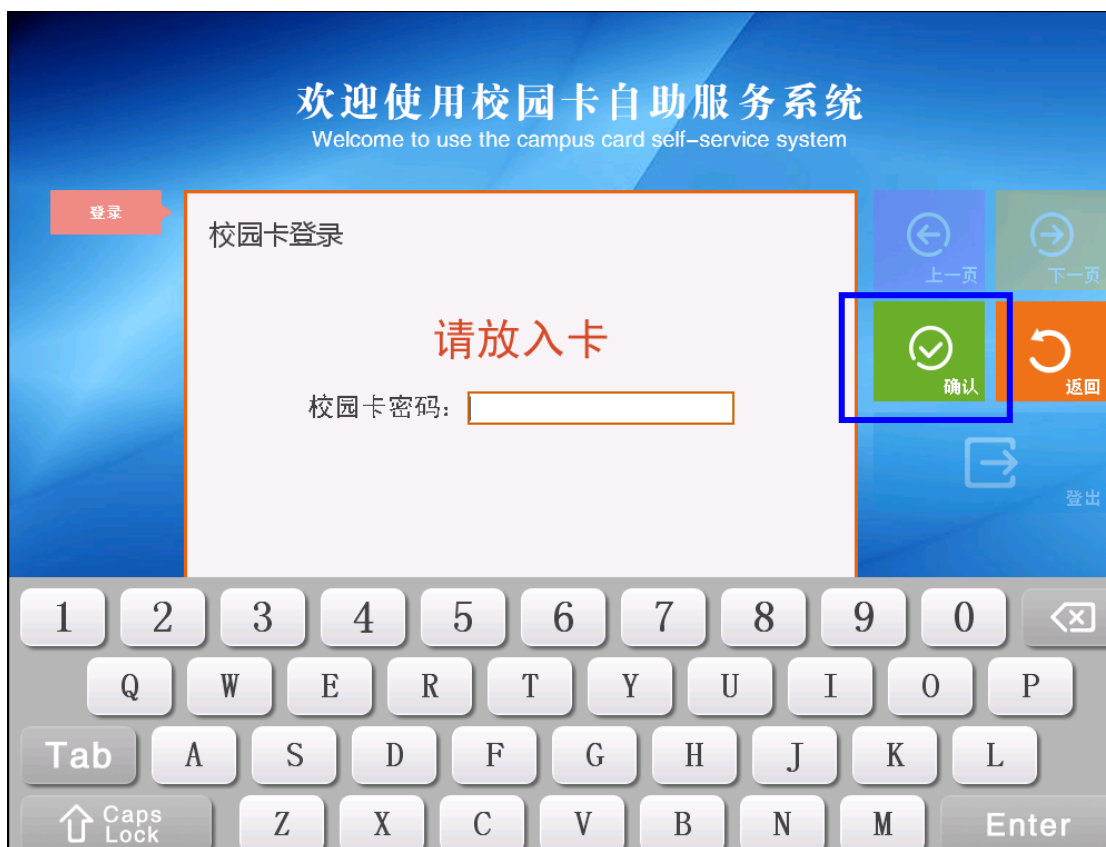 欢迎使用校园卡自助服务系统
Welcome to use the campus card self-service system
登录
校园卡登录
上一页
下一页
请放入卡
确认
返回
校园卡密码:
登出
1 2 3 4 5 6 7 8 9 0
Q W E R T Y U I O P
Tab A S D F G H J K L
Caps Lock Z X C V B N M Enter